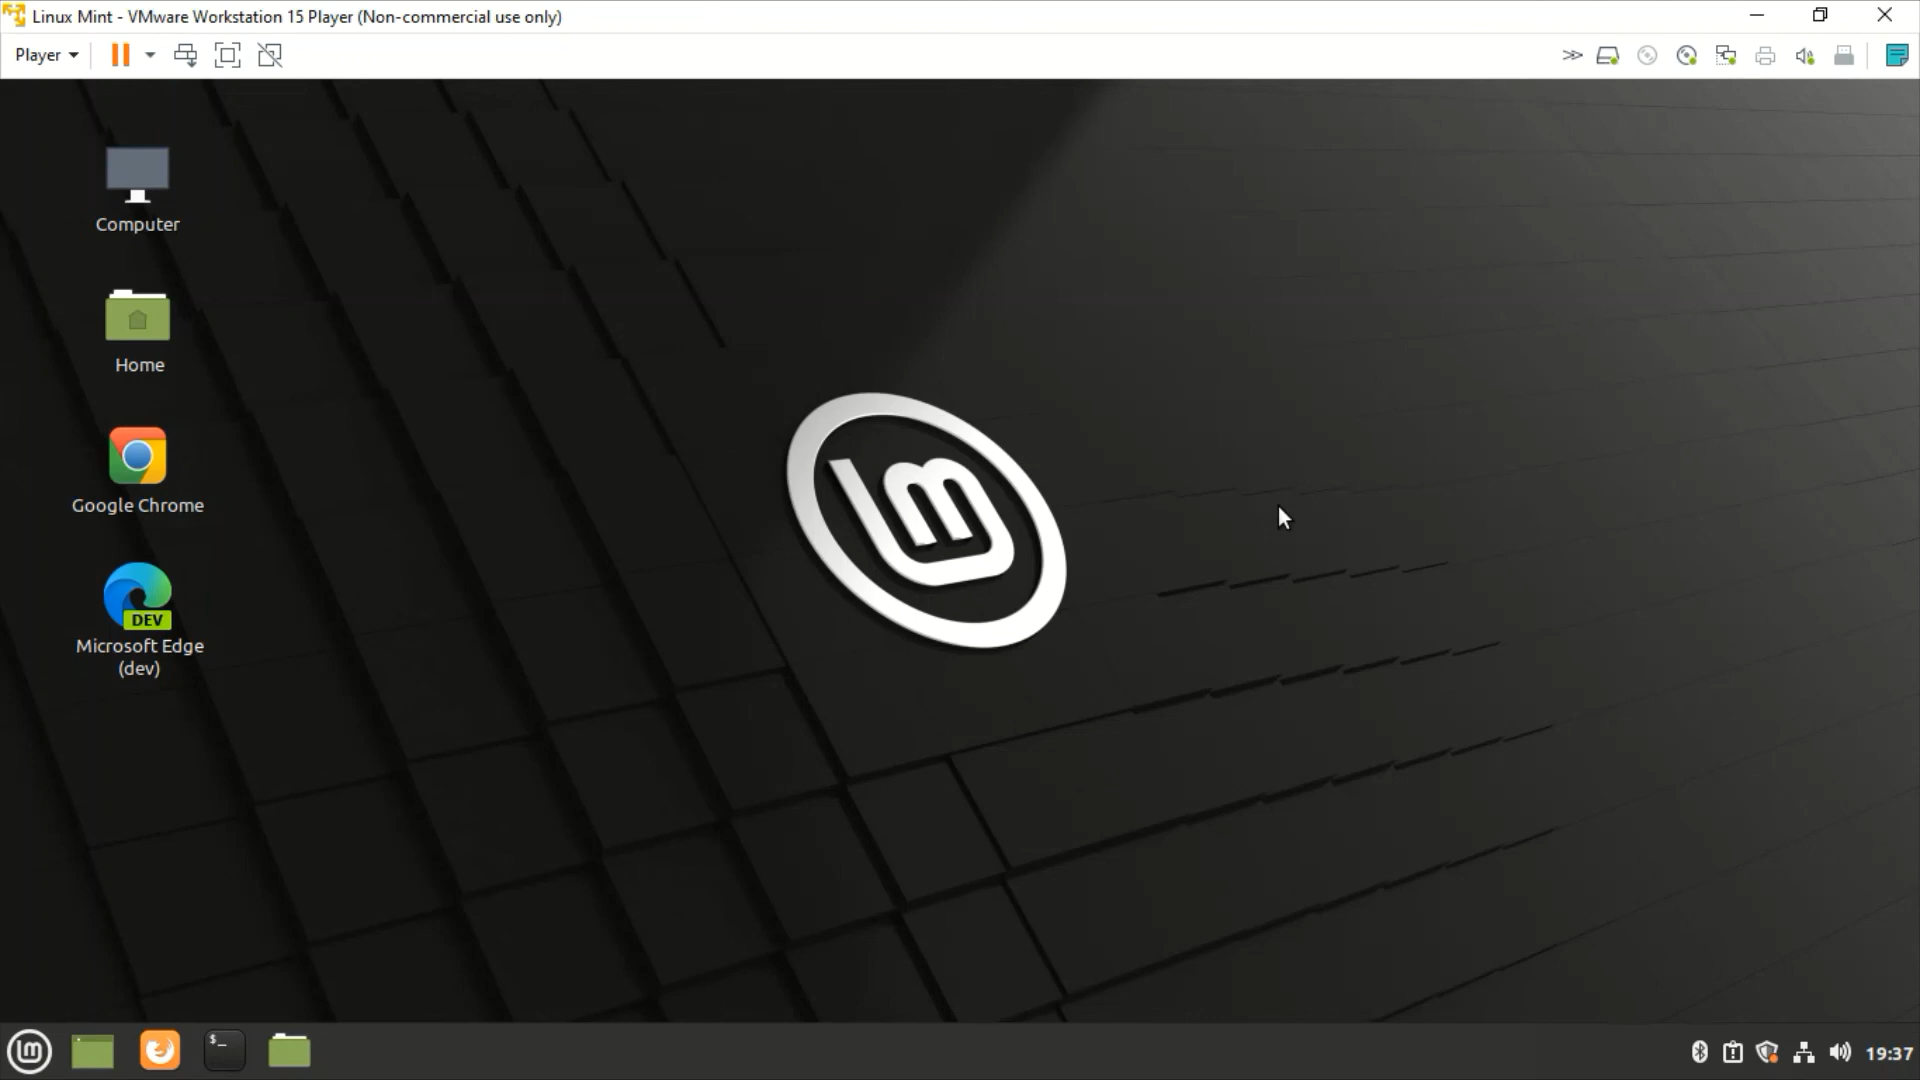 Linux Mint - VMware Workstation 15 Player (Non-commercial use only)
Player
Computer
Home
Google Chrome
DEV
Microsoft Edge
(dev)
lm
$_
19:37